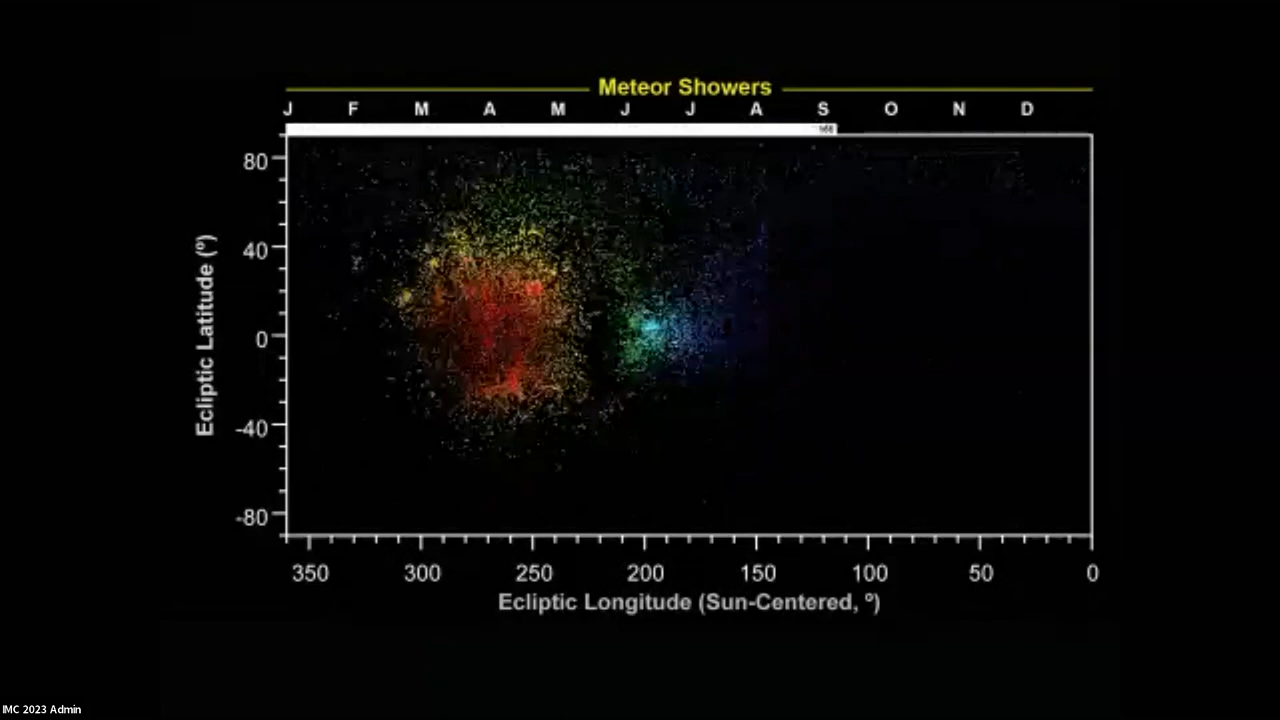 Meteor Showers
J F M A M J J A S O N D
80
40
0
-40
-80
Ecliptic Latitude (º)
350 300 250 200 150 100 50 0
Ecliptic Longitude (Sun-Centered, º)
IMC 2023 Admin